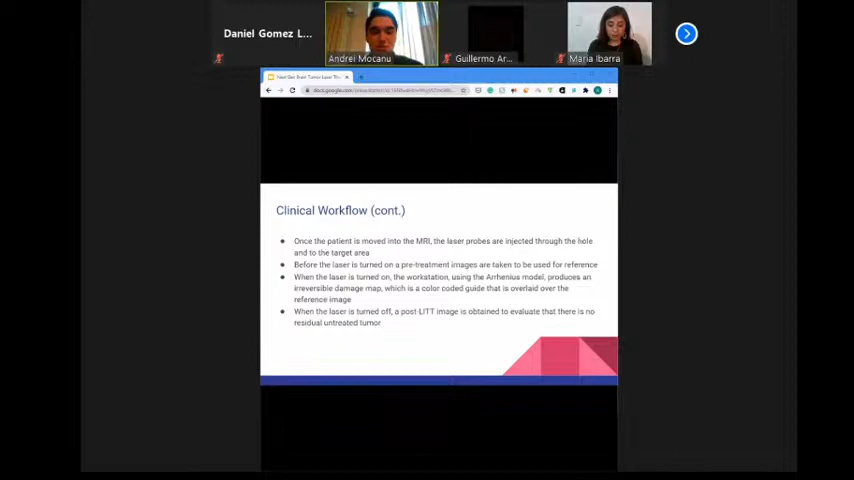 Daniel Gomez L...
Andrei Mocanu
Guillermo Ar...
Maria Ibarra
Clinical Workflow (cont.)
● Once the patient is moved into the MRI, the laser probes are injected through the hole
and to the target area
● Before the laser is turned on a pre-treatment images are taken to be used for reference
● When the laser is turned on, the workstation, using the Arrhenius model, produces an
irreversible damage map, which is a color coded guide that is overlaid over the
reference image
● When the laser is turned off, a post-LITT image is obtained to evaluate that there is no
residual untreated tumor